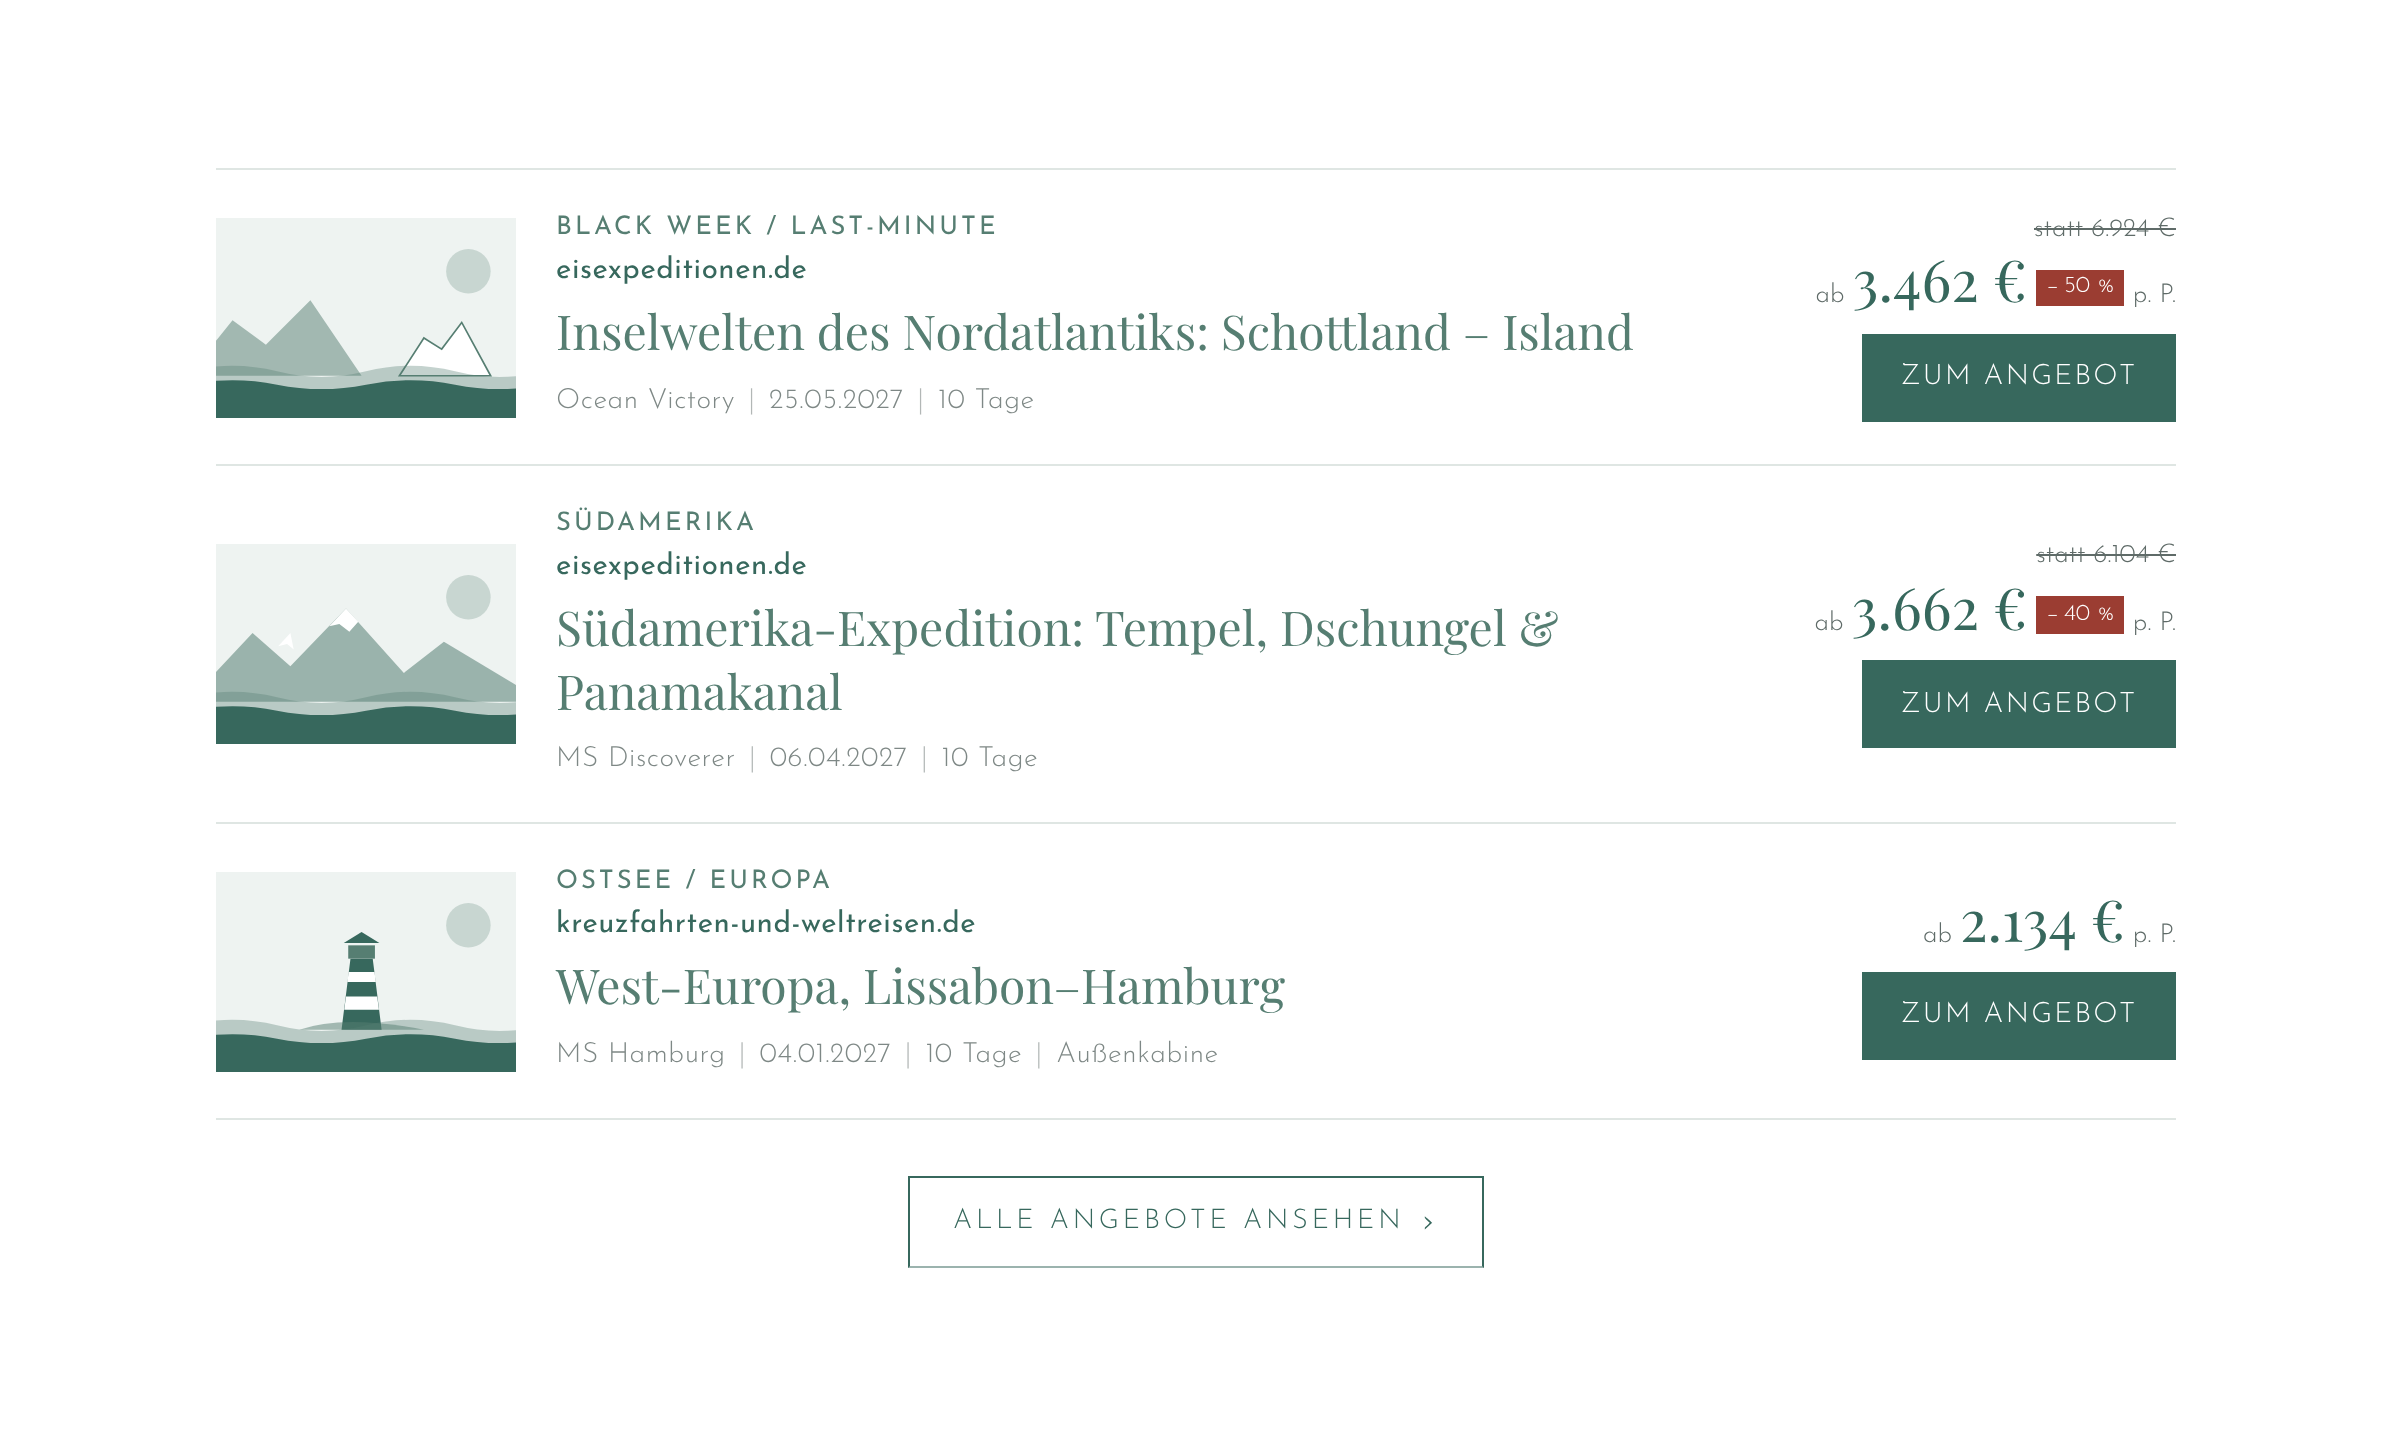 BLACK WEEK / LAST-MINUTE
eisexpeditionen.de
Inselwelten des Nordatlantiks: Schottland – Island
Ocean Victory | 25.05.2027 | 10 Tage
statt 6.924 €
ab 3.462 € – 50 % p. P.
ZUM ANGEBOT
SÜDAMERIKA
eisexpeditionen.de
Südamerika-Expedition: Tempel, Dschungel &
Panamakanal
MS Discoverer | 06.04.2027 | 10 Tage
statt 6.104 €
ab 3.662 € – 40 % p. P.
ZUM ANGEBOT
OSTSEE / EUROPA
kreuzfahrten-und-weltreisen.de
West-Europa, Lissabon–Hamburg
MS Hamburg | 04.01.2027 | 10 Tage | Außenkabine
ab 2.134 € p. P.
ZUM ANGEBOT
ALLE ANGEBOTE ANSEHEN ›